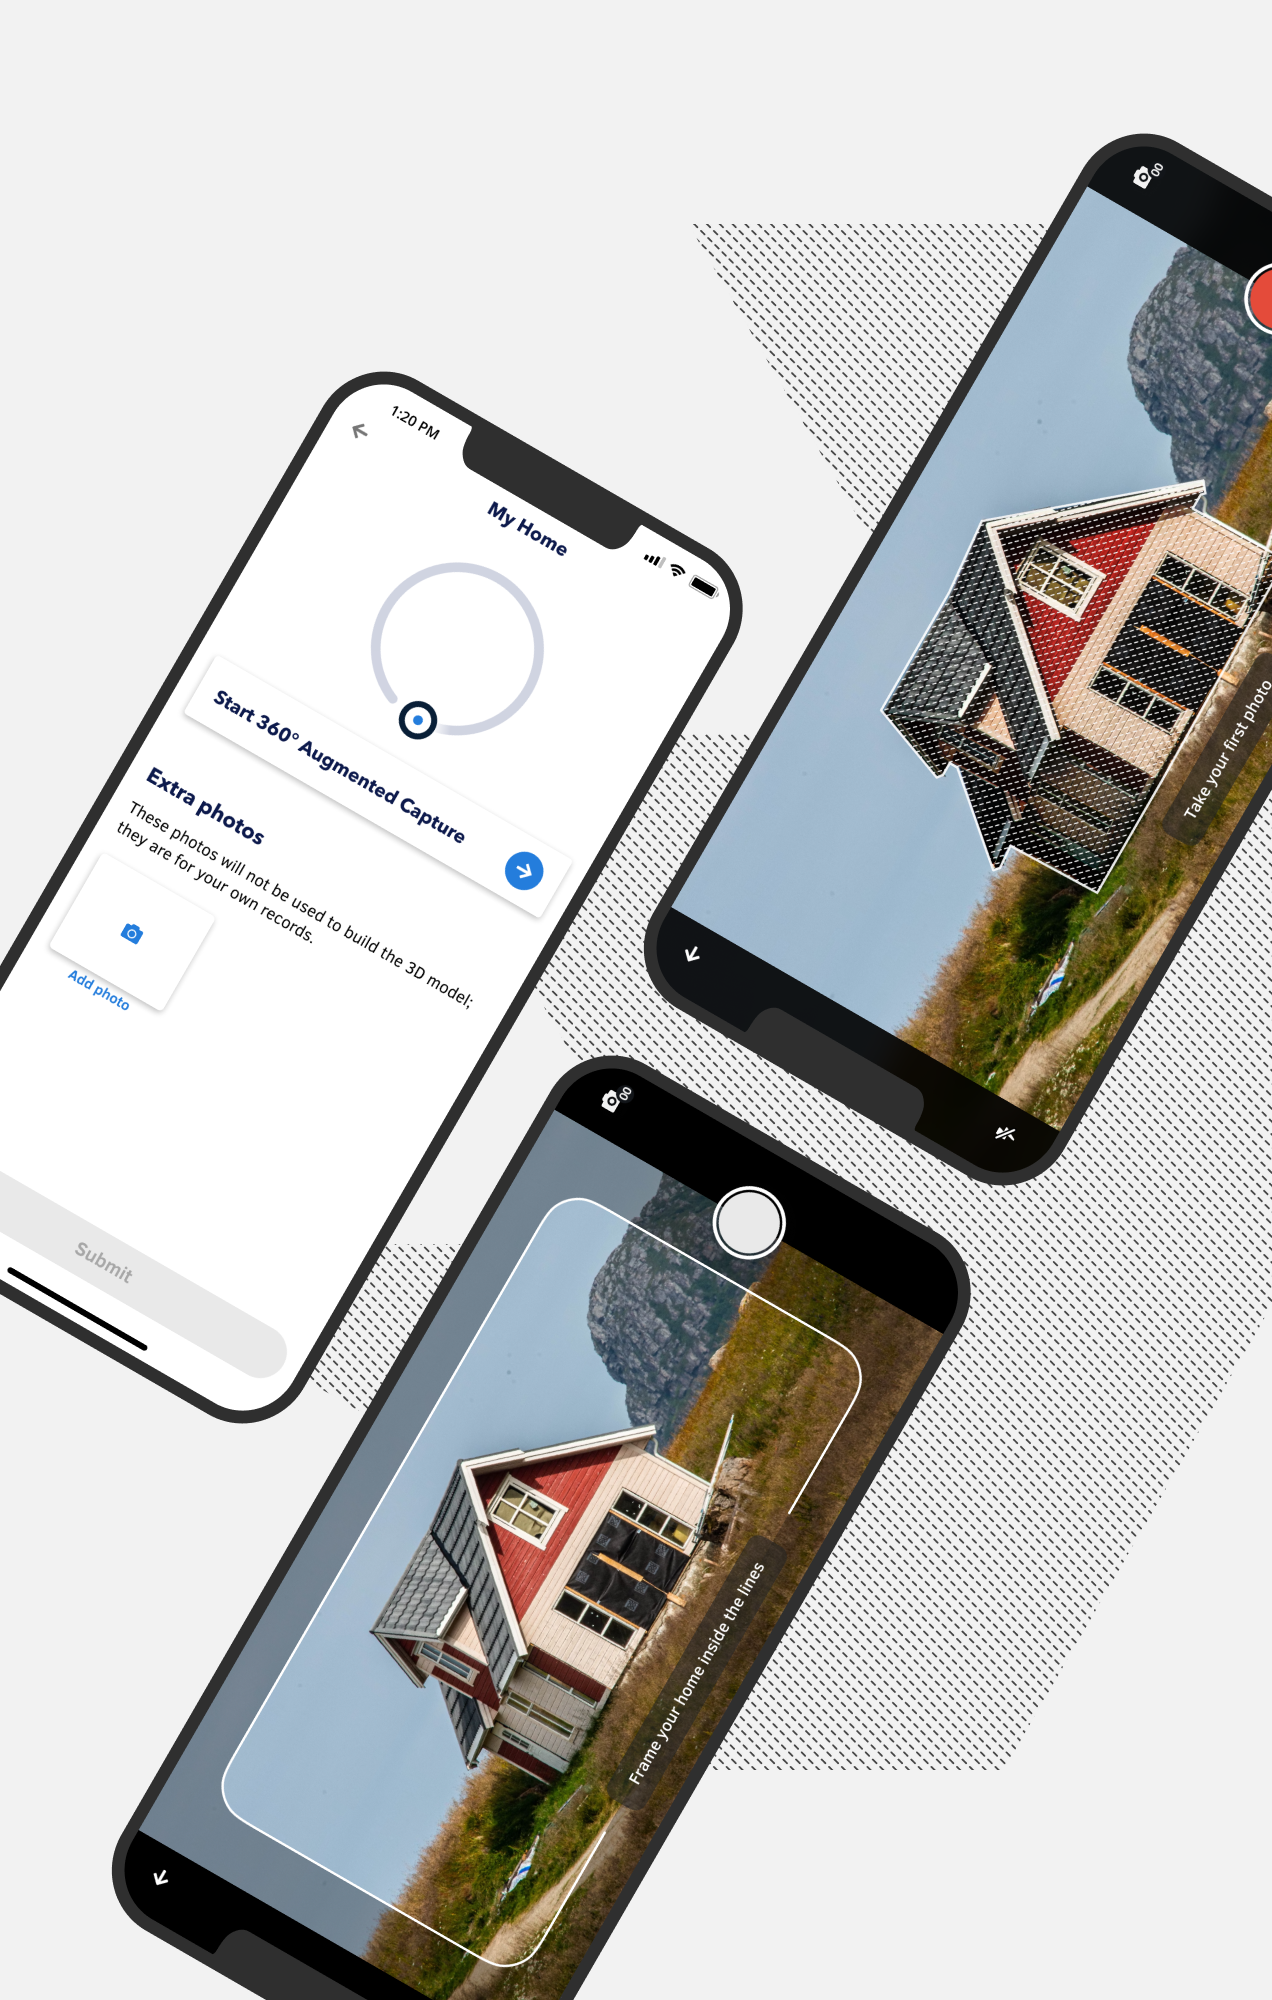 1:20 PM
My Home
Start 360° Augmented Capture
Extra photos
These photos will not be used to build the 3D model;
they are for your own records.
Add photo
Submit
00
Take your first photo
00
Frame your home inside the lines